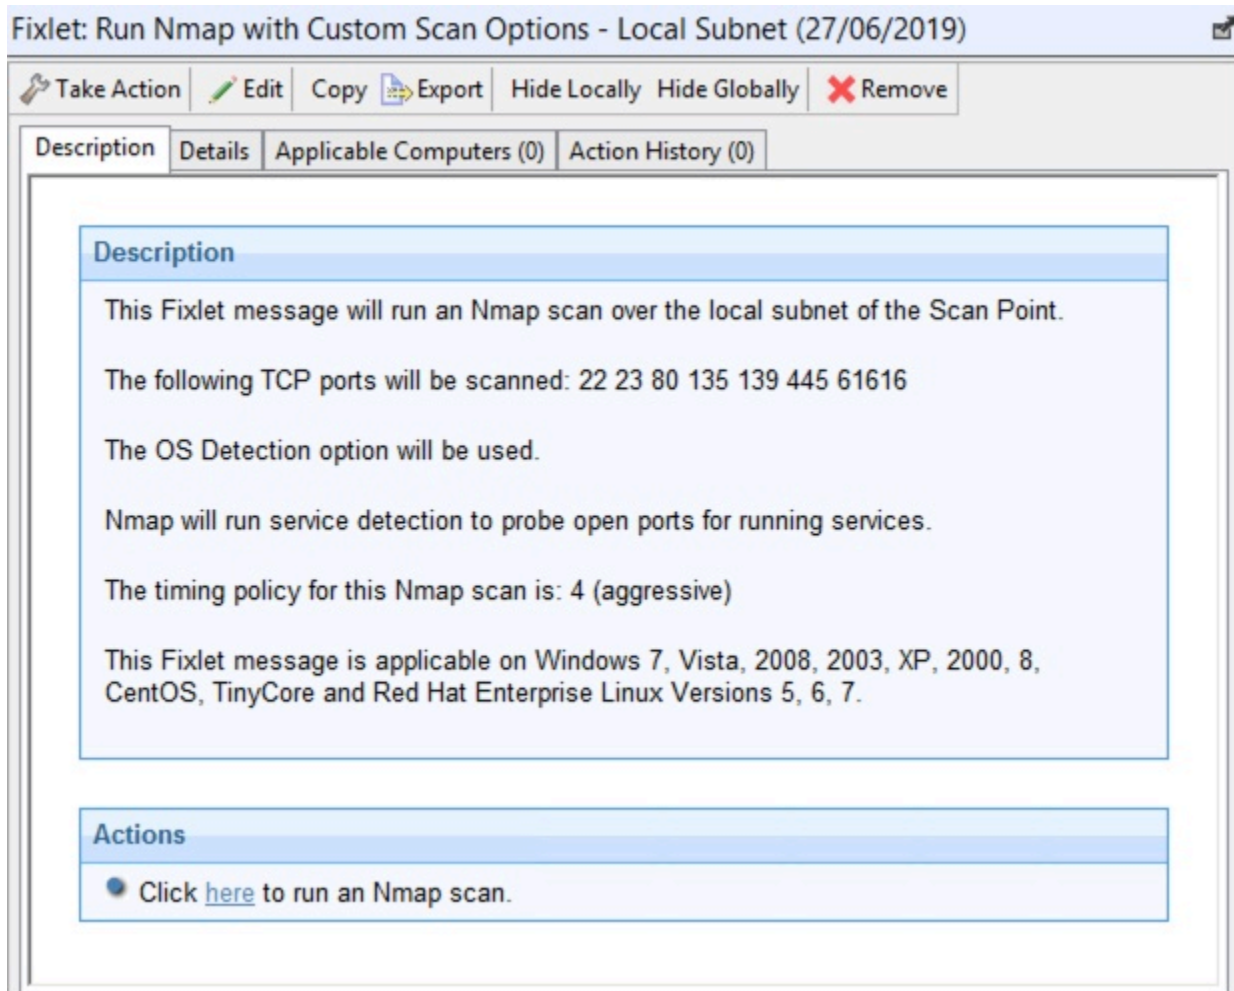 Fixlet: Run Nmap with Custom Scan Options - Local Subnet (27/06/2019)
Take Action Edit Copy Export Hide Locally Hide Globally Remove
Description Details Applicable Computers (0) Action History (0)
Description
This Fixlet message will run an Nmap scan over the local subnet of the Scan Point.
The following TCP ports will be scanned: 22 23 80 135 139 445 61616
The OS Detection option will be used.
Nmap will run service detection to probe open ports for running services.
The timing policy for this Nmap scan is: 4 (aggressive)
This Fixlet message is applicable on Windows 7, Vista, 2008, 2003, XP, 2000, 8,
CentOS, TinyCore and Red Hat Enterprise Linux Versions 5, 6, 7.
Actions
Click here to run an Nmap scan.